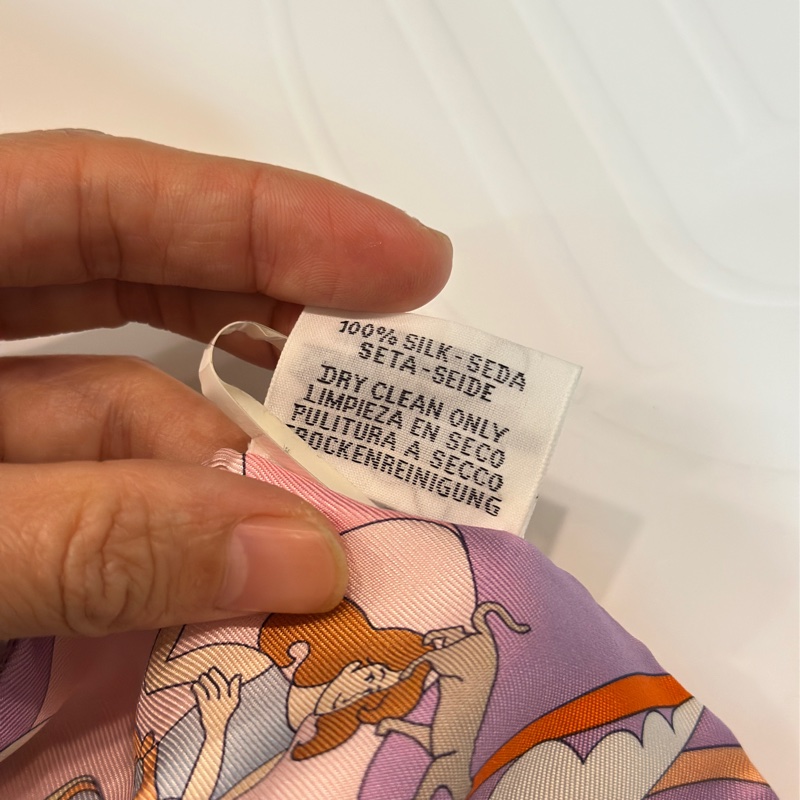 100% SILK-SEDA
SETA-SEIDE
DRY CLEAN ONLY
LIMPIEZA EN SECO
PULITURA A SECCO
TROCKENREINIGUNG